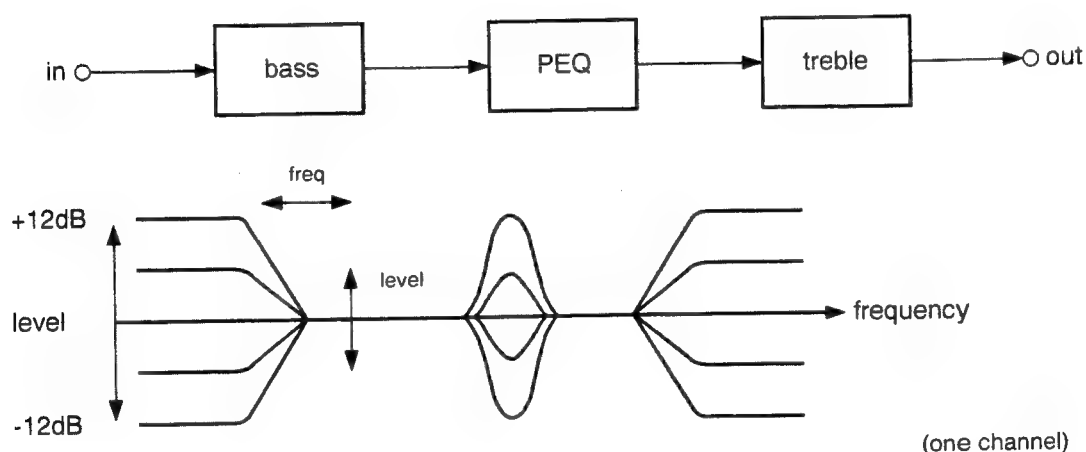 in
bass
PEQ
treble
out
freq
+12dB
level
level
frequency
-12dB
(one channel)